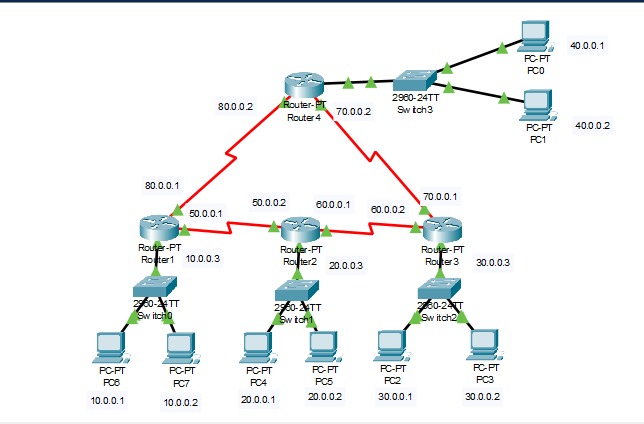 PC-PT
PC0
40.0.0.1
Router-PT
Router4
2960-24TT
Switch3
80.0.0.2
70.0.0.2
PC-PT
PC1
40.0.0.2
80.0.0.1
50.0.0.1
50.0.0.2
60.0.0.1
60.0.0.2
70.0.0.1
Router-PT
Router1
Router-PT
Router2
Router-PT
Router3
10.0.0.3
20.0.0.3
30.0.0.3
2960-24TT
Switch0
2960-24TT
Switch1
2960-24TT
Switch2
PC-PT
PC6
PC-PT
PC7
PC-PT
PC4
PC-PT
PC5
PC-PT
PC2
PC-PT
PC3
10.0.0.1
10.0.0.2
20.0.0.1
20.0.0.2
30.0.0.1
30.0.0.2